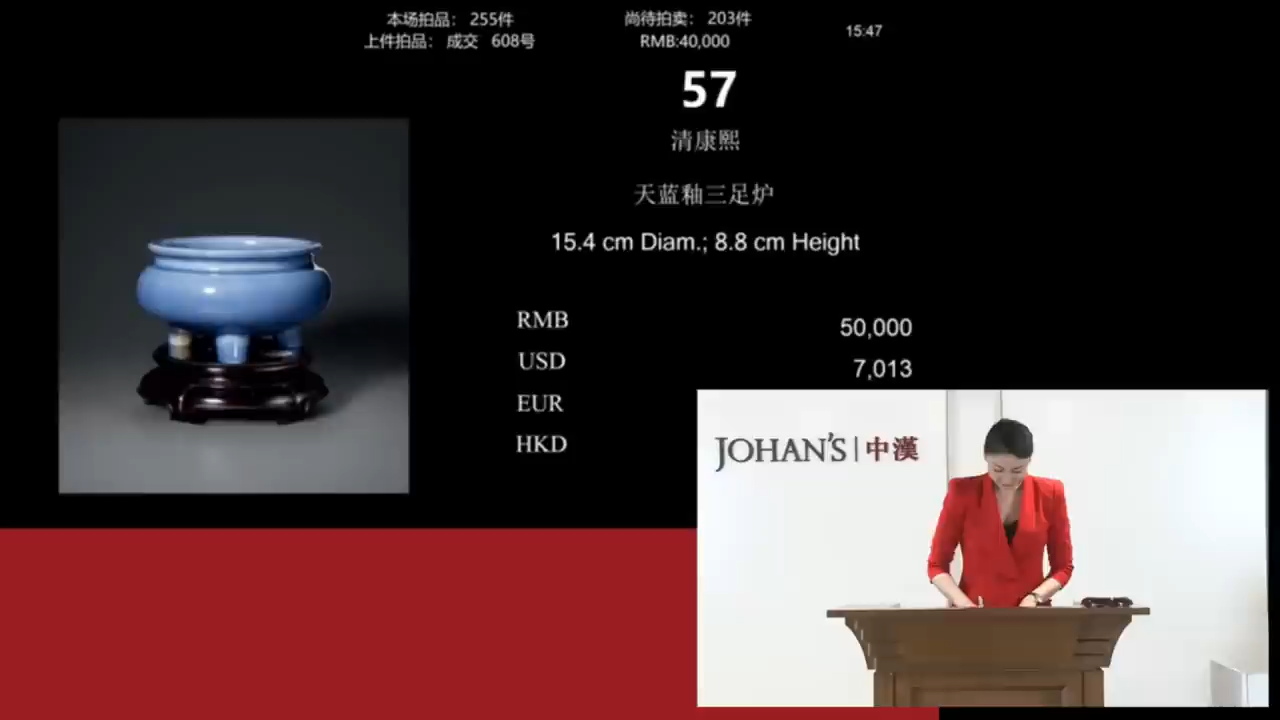 本场拍品： 255件
尚待拍卖： 203件
上件拍品： 成交 608号
RMB:40,000
15:47
57
清康熙
天蓝釉三足炉
15.4 cm Diam.; 8.8 cm Height
RMB 50,000
USD 7,013
EUR
HKD
JOHAN'S | 中漢